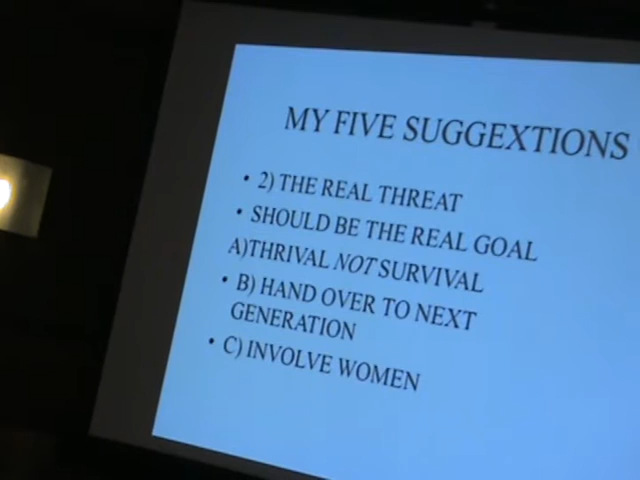 MY FIVE SUGGEXTIONS
• 2) THE REAL THREAT
• SHOULD BE THE REAL GOAL
A)THRIVAL NOT SURVIVAL
• B) HAND OVER TO NEXT
GENERATION
• C) INVOLVE WOMEN